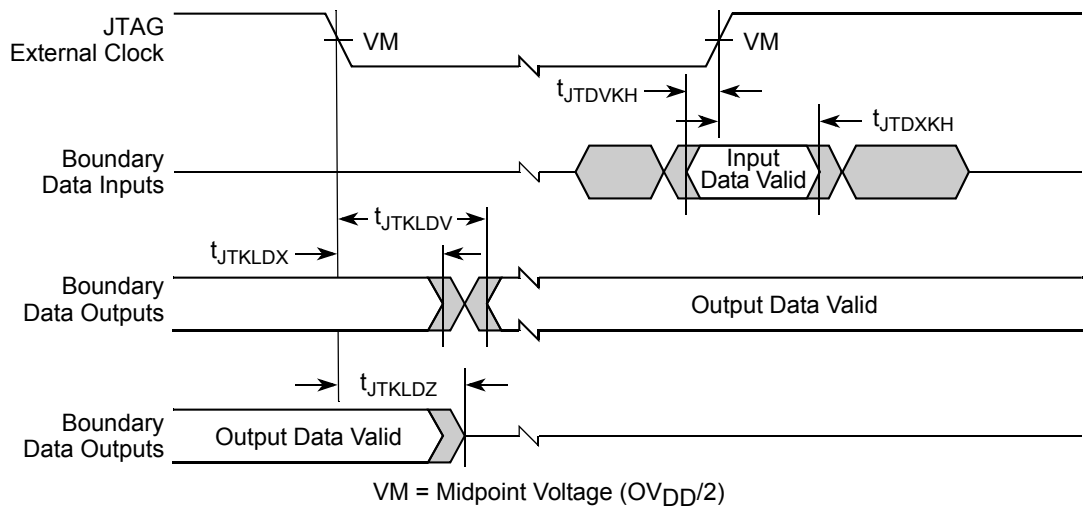 JTAG
External Clock
VM
VM
tJTDVKH
tJTDXKH
Boundary
Data Inputs
Input
Data Valid
tJTKLDV
tJTKLDX
Boundary
Data Outputs
Output Data Valid
tJTKLDZ
Boundary
Data Outputs
Output Data Valid
VM = Midpoint Voltage (OVDD/2)